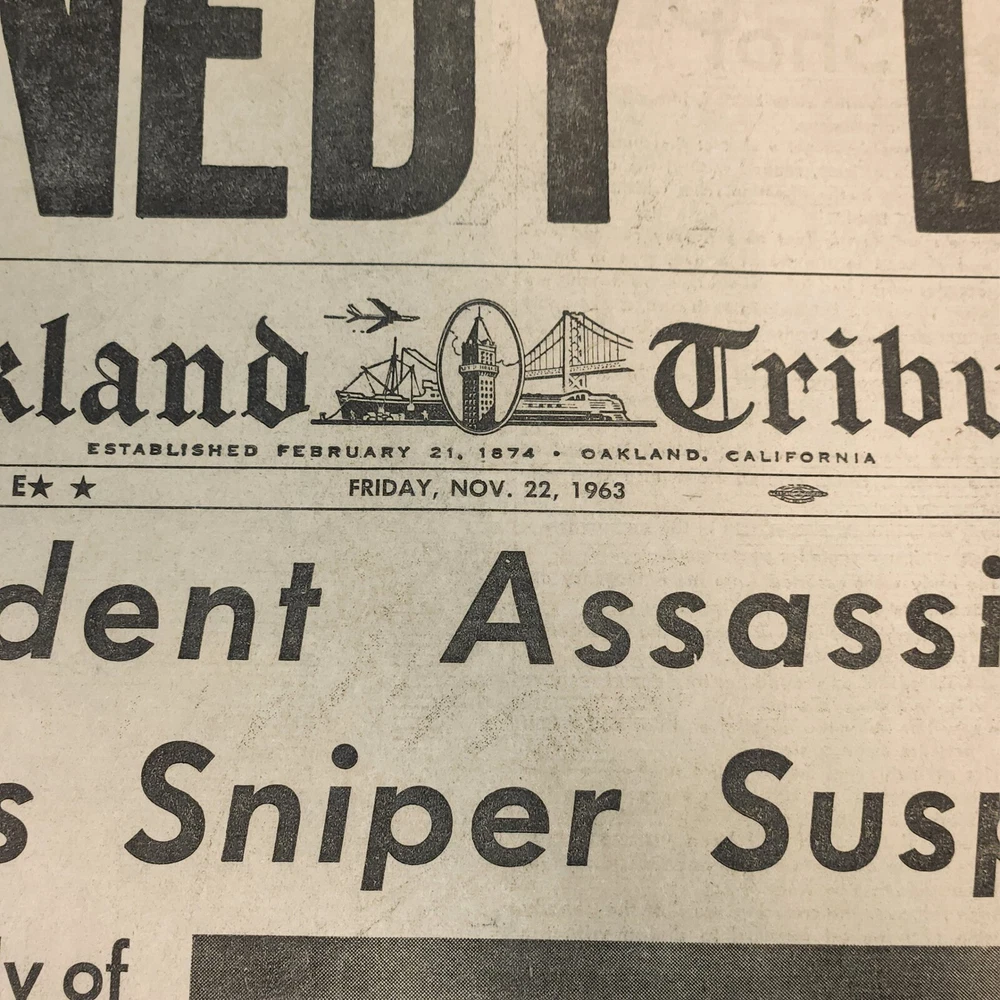 NEDY
kland Tribu
ESTABLISHED FEBRUARY 21, 1874 • OAKLAND, CALIFORNIA
E★ ★ FRIDAY, NOV. 22, 1963
dent Assassi
s Sniper Susp
ly of